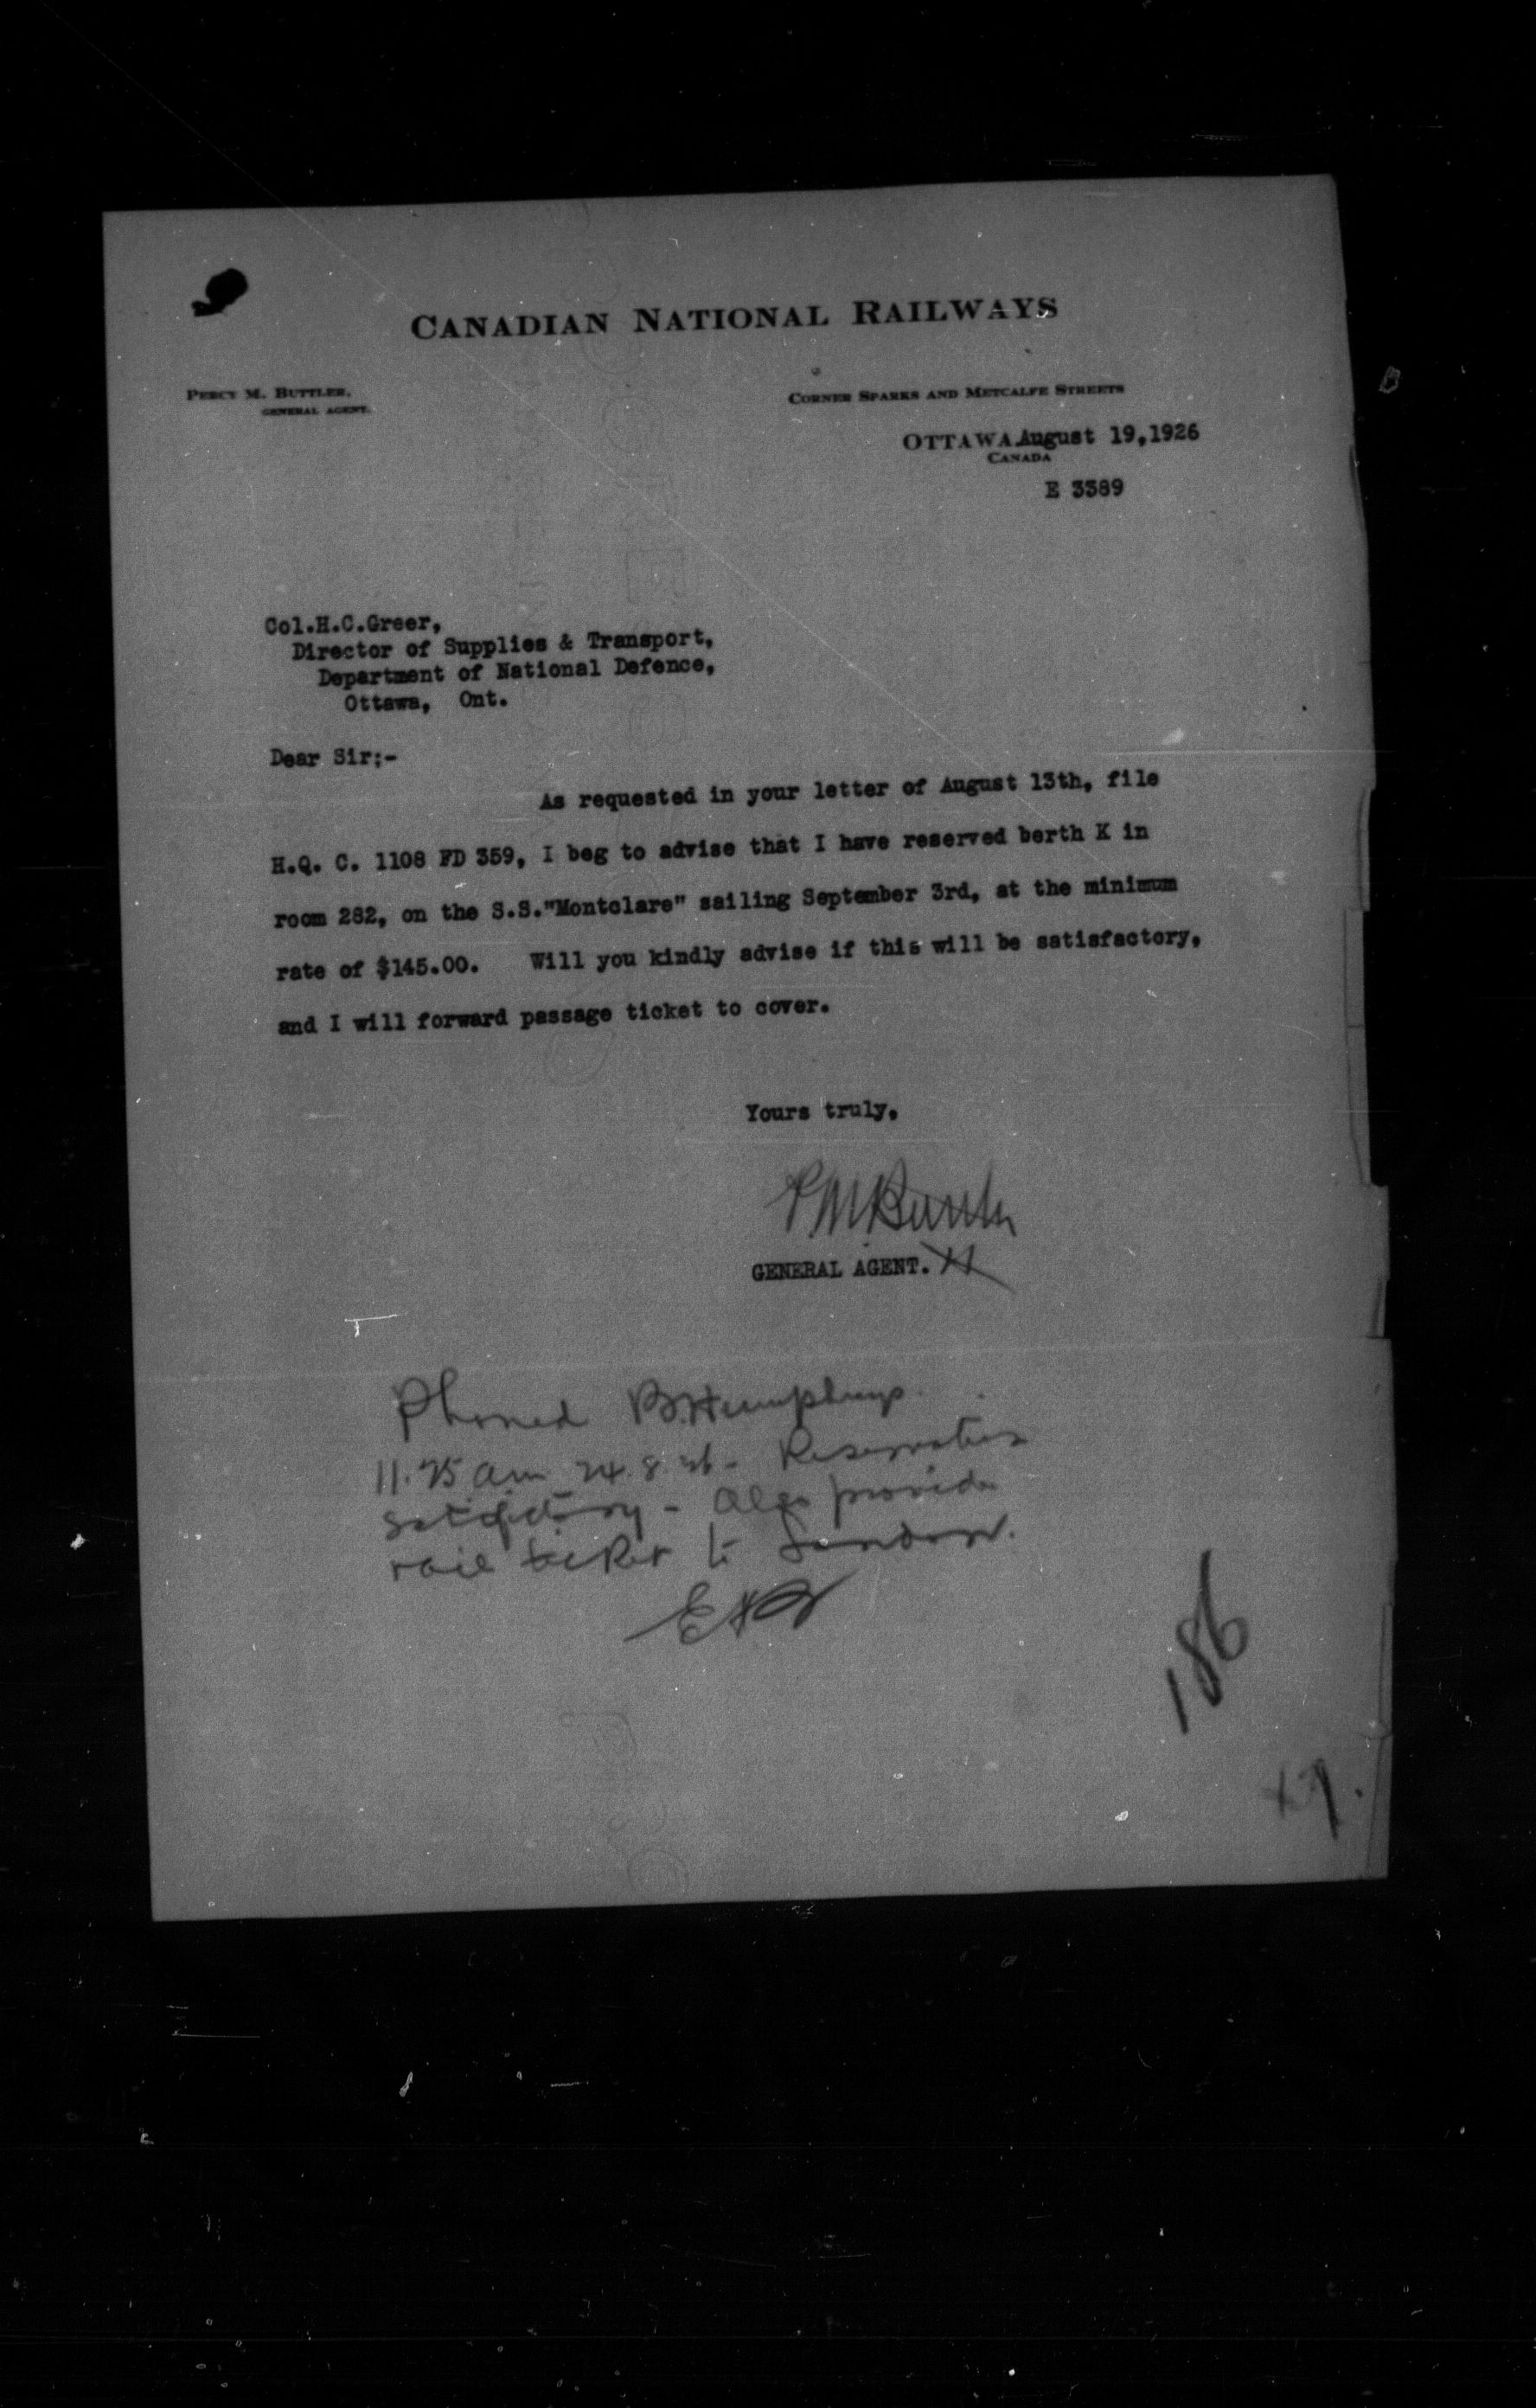 CANADIAN NATIONAL RAILWAYS
PERCY M. BUTTLER,
GENERAL AGENT.
CORNER SPARKS AND METCALFE STREETS
OTTAWA August 19,1926
CANADA
E 3389
Col.H.C.Greer,
Director of Supplies & Transport,
Department of National Defence,
Ottawa, Ont.
Dear Sir:-
As requested in your letter of August 13th, file
H.Q. C. 1108 FD 359, I beg to advise that I have reserved berth K in
room 282, on the S.S."Montclare" sailing September 3rd, at the minimum
rate of $145.00. Will you kindly advise if this will be satisfactory,
and I will forward passage ticket to cover.
Yours truly,
PMButtler
GENERAL AGENT.
Phoned Humphreys
11.25 am 24.8.26 - Reservation
satisfactory - Also provide
rail ticket to London.
186